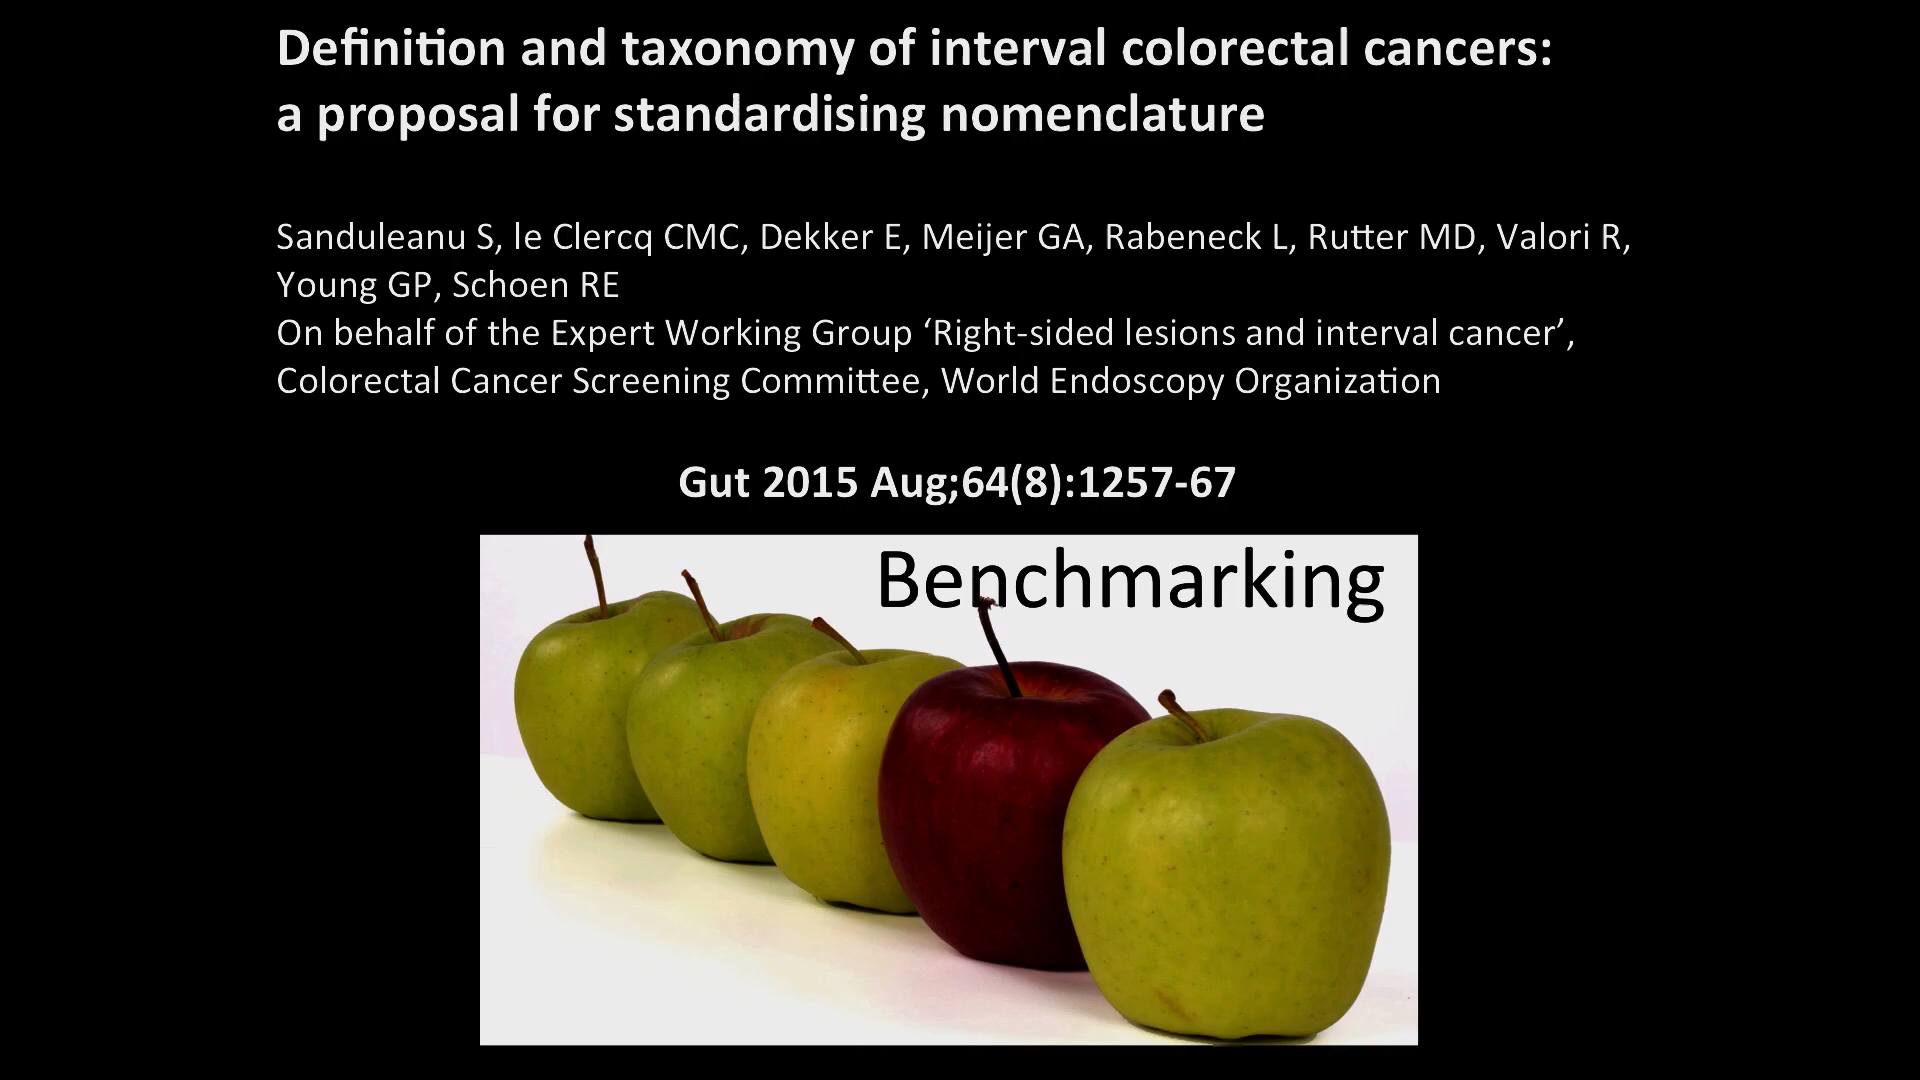 Definition and taxonomy of interval colorectal cancers:
a proposal for standardising nomenclature
Sanduleanu S, le Clercq CMC, Dekker E, Meijer GA, Rabeneck L, Rutter MD, Valori R,
Young GP, Schoen RE
On behalf of the Expert Working Group ‘Right-sided lesions and interval cancer’,
Colorectal Cancer Screening Committee, World Endoscopy Organization
Gut 2015 Aug;64(8):1257-67
Benchmarking